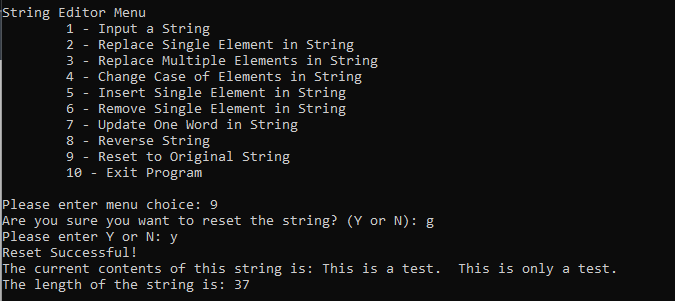 String Editor Menu
1 - Input a String
2 - Replace Single Element in String
3 - Replace Multiple Elements in String
4 - Change Case of Elements in String
5 - Insert Single Element in String
6 - Remove Single Element in String
7 - Update One Word in String
8 - Reverse String
9 - Reset to Original String
10 - Exit Program
Please enter menu choice: 9
Are you sure you want to reset the string? (Y or N): g
Please enter Y or N: y
Reset Successful!
The current contents of this string is: This is a test.  This is only a test.
The length of the string is: 37